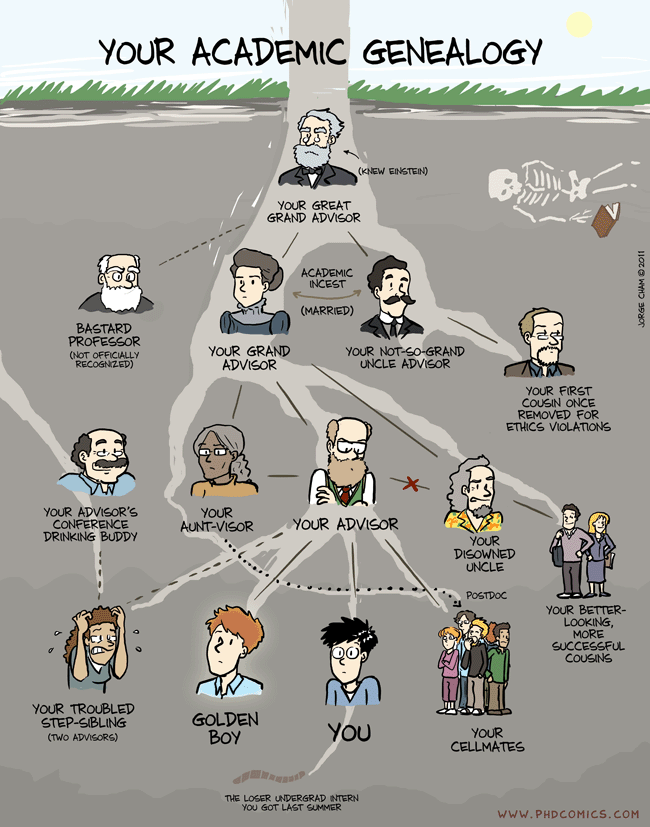 YOUR ACADEMIC GENEALOGY
(KNEW EINSTEIN)
YOUR GREAT
GRAND ADVISOR
ACADEMIC
INCEST
(MARRIED)
BASTARD
PROFESSOR
(NOT OFFICIALLY
RECOGNIZED)
YOUR GRAND
ADVISOR
YOUR NOT-SO-GRAND
UNCLE ADVISOR
YOUR FIRST
COUSIN ONCE
REMOVED FOR
ETHICS VIOLATIONS
JORGE CHAM © 2011
YOUR ADVISOR'S
CONFERENCE
DRINKING BUDDY
YOUR
AUNT-VISOR
YOUR ADVISOR
YOUR
DISOWNED
UNCLE
YOUR BETTER-
LOOKING,
MORE
SUCCESSFUL
COUSINS
POSTDOC
YOUR TROUBLED
STEP-SIBLING
(TWO ADVISORS)
GOLDEN
BOY
YOU
YOUR
CELLMATES
THE LOSER UNDERGRAD INTERN
YOU GOT LAST SUMMER
WWW.PHDCOMICS.COM